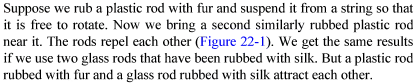 Suppose we rub a plastic rod with fur and suspend it from a string so that
it is free to rotate. Now we bring a second similarly rubbed plastic rod
near it. The rods repel each other (Figure 22-1). We get the same results
if we use two glass rods that have been rubbed with silk. But a plastic rod
rubbed with fur and a glass rod rubbed with silk attract each other.